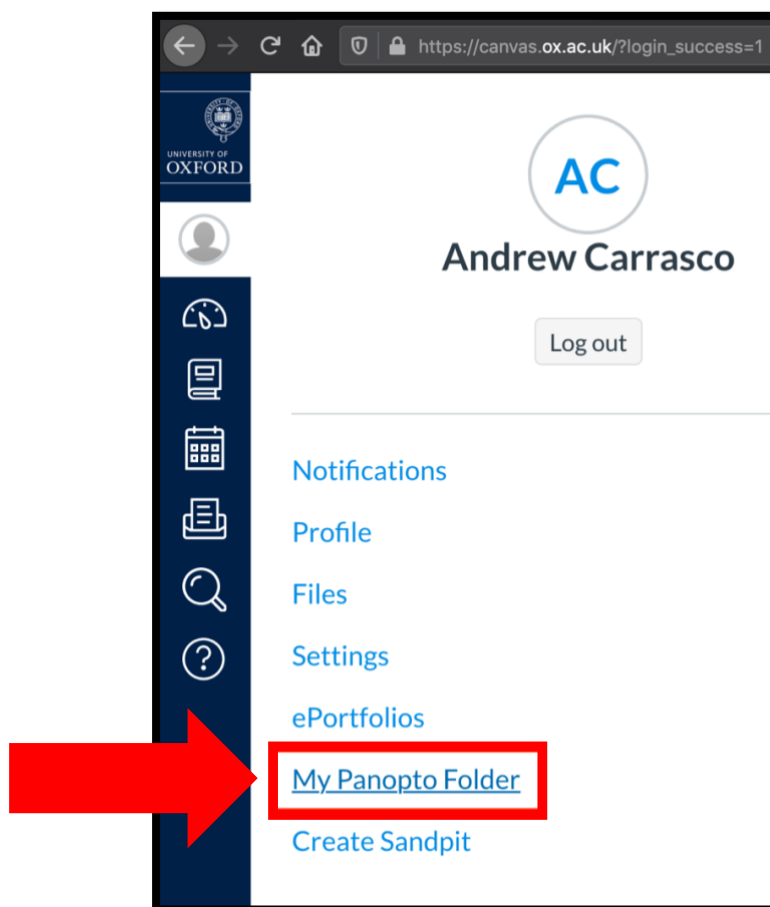 https://canvas.ox.ac.uk/?login_success=1
UNIVERSITY OF
OXFORD
AC
Andrew Carrasco
Log out
Notifications
Profile
Files
Settings
ePortfolios
My Panopto Folder
Create Sandpit
?